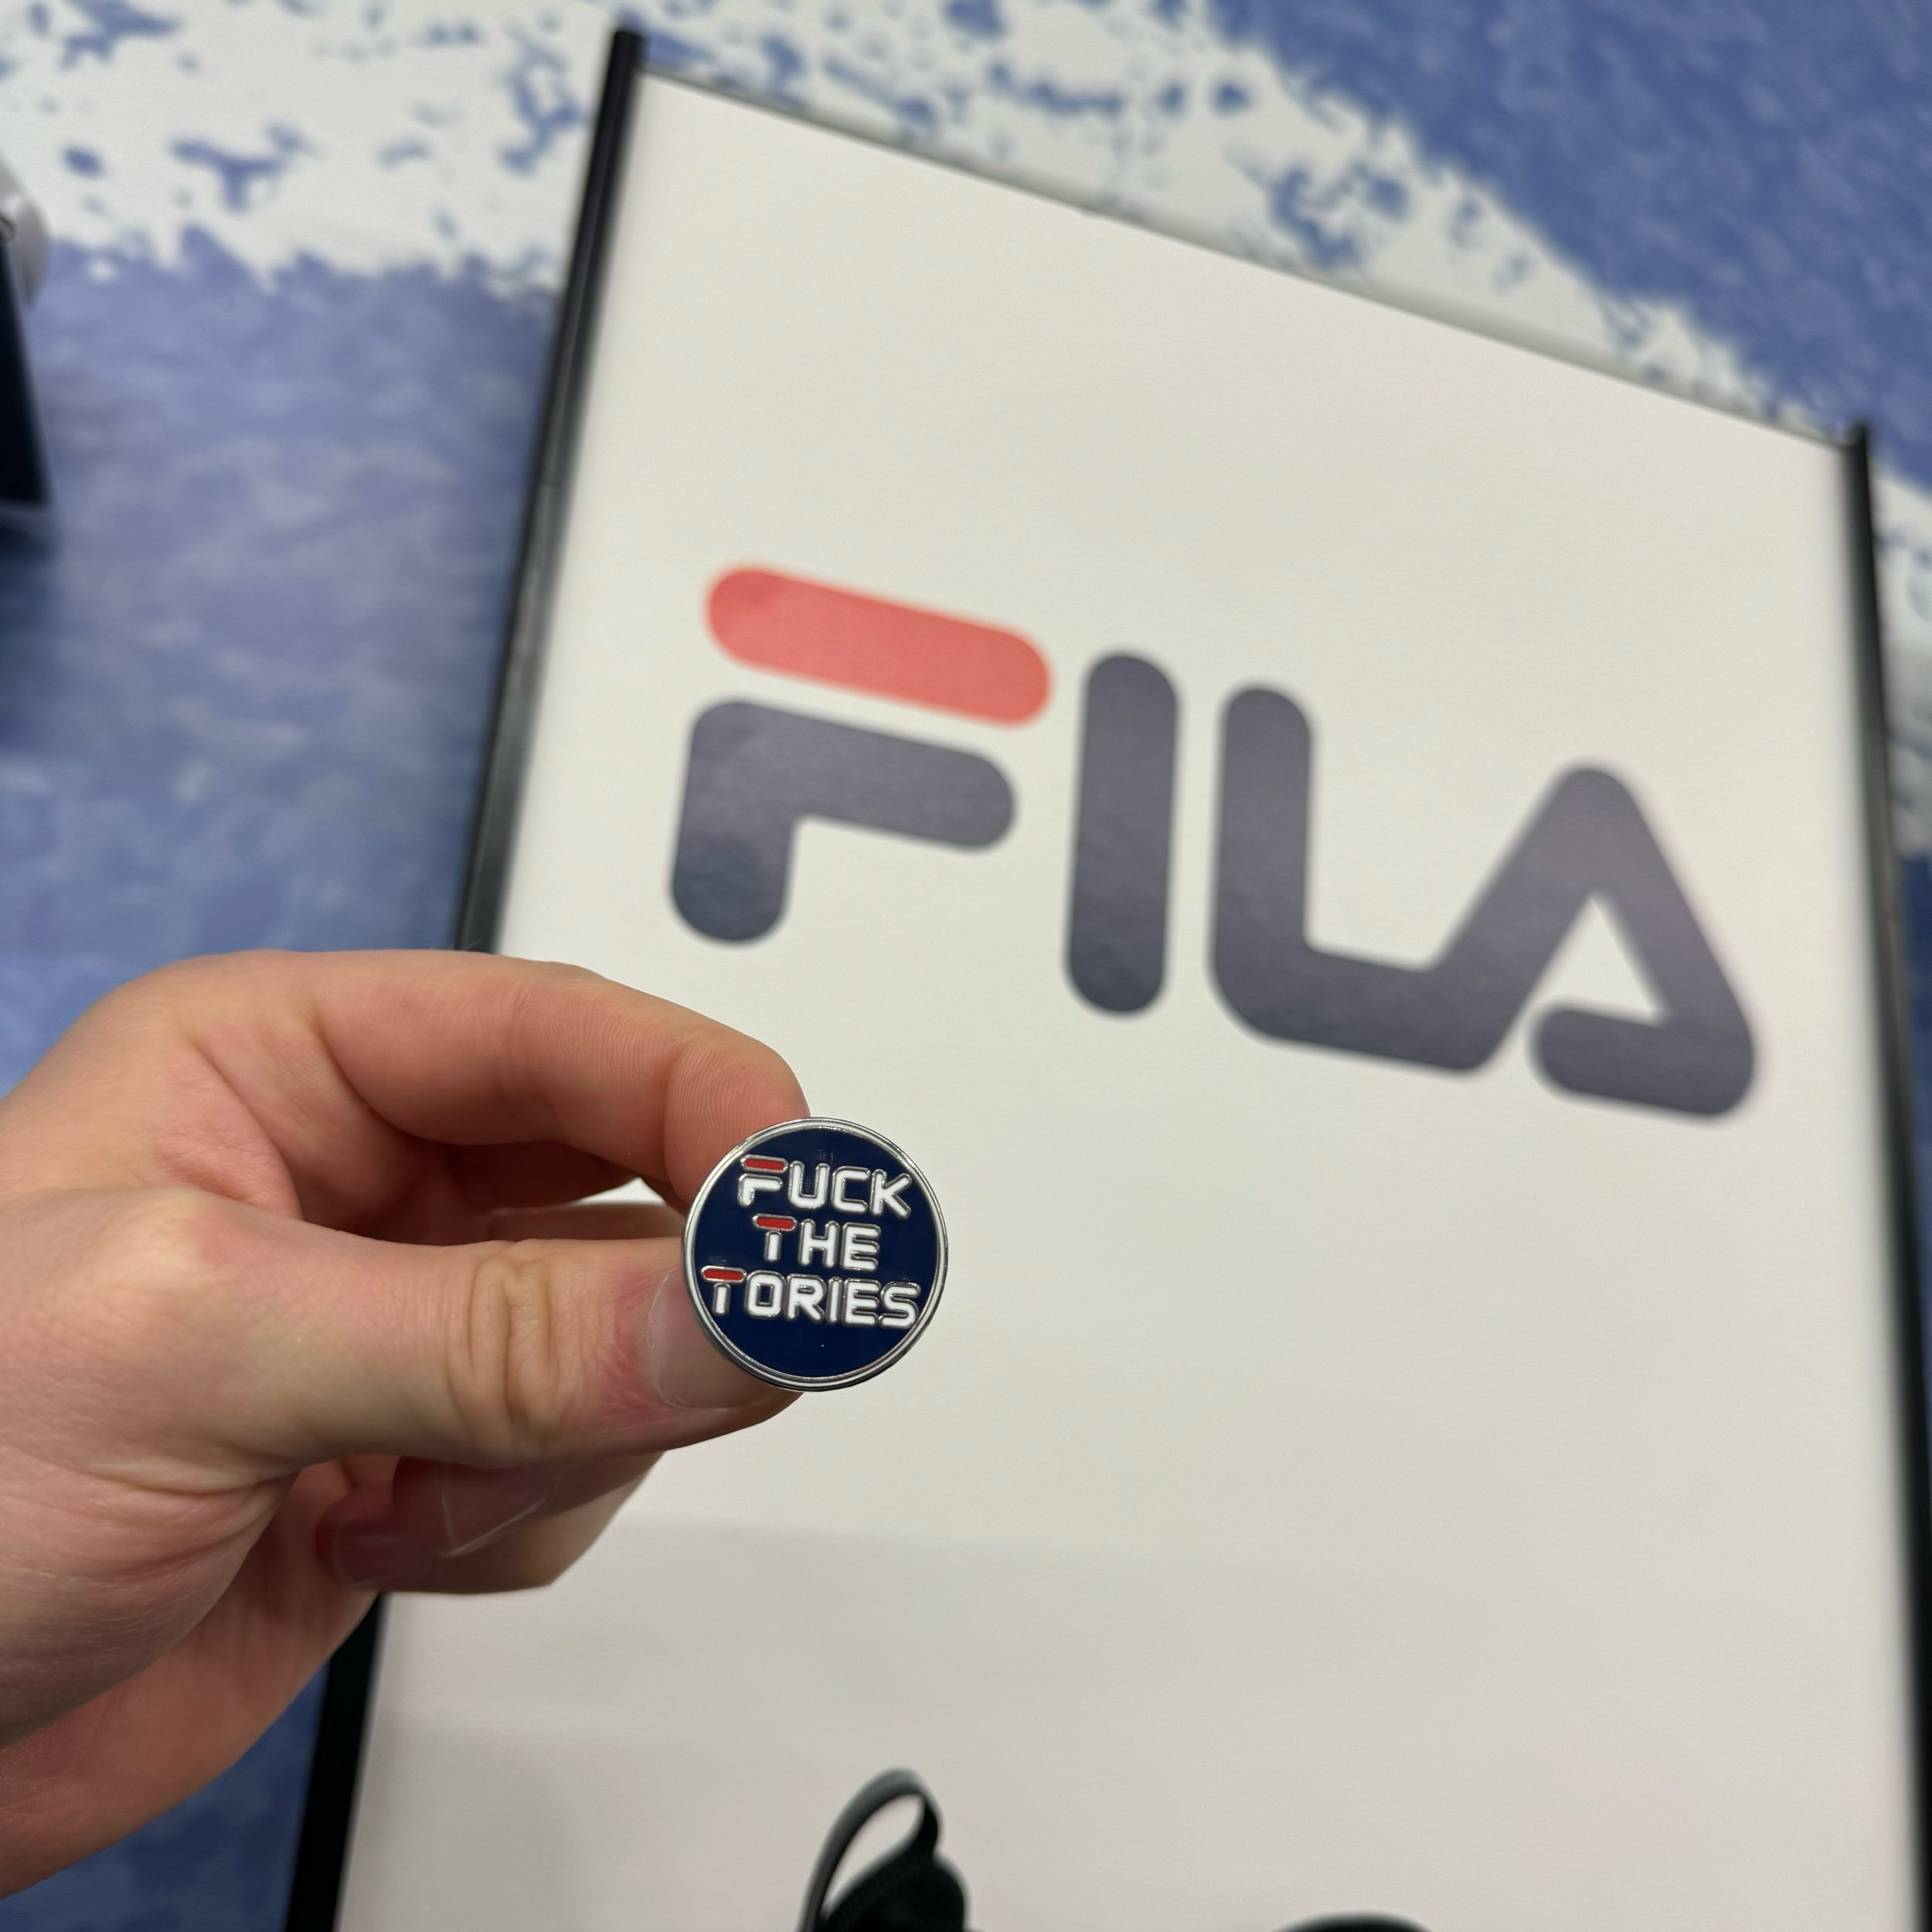 FILA
FUCK
THE
TORIES